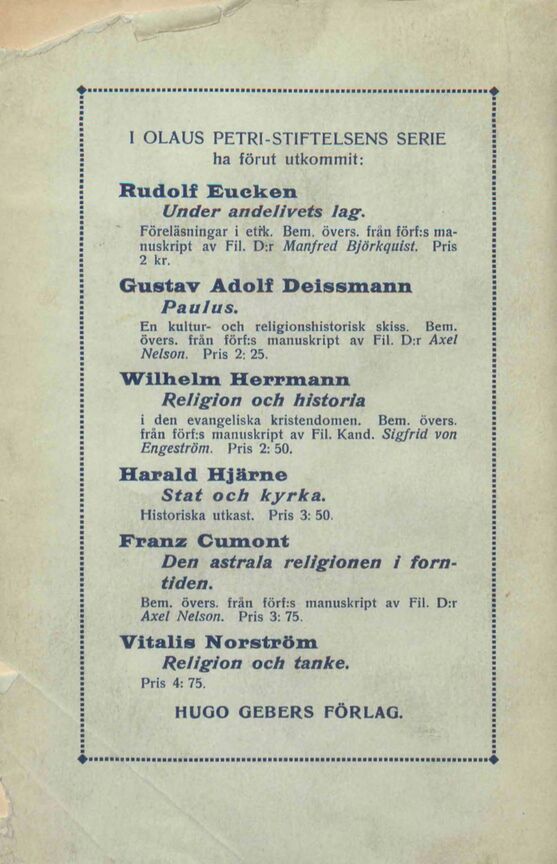 I OLAUS PETRI-STIFTELSENS SERIE
ha förut utkommit:
Rudolf Eucken
Under andelivets lag.
Föreläsningar i etik. Bem. övers. från förf:s ma-
nuskript av Fil. D:r Manfred Björkquist. Pris
2 kr.
Gustav Adolf Deissmann
Paulus.
En kultur- och religionshistorisk skiss. Bem.
övers. från förf:s manuskript av Fil. D:r Axel
Nelson. Pris 2: 25.
Wilhelm Herrmann
Religion och historia
i den evangeliska kristendomen. Bem. övers.
från förf:s manuskript av Fil. Kand. Sigfrid von
Engeström. Pris 2: 50.
Harald Hjärne
Stat och kyrka.
Historiska utkast. Pris 3: 50.
Franz Cumont
Den astrala religionen i forn-
tiden.
Bem. övers. från förf:s manuskript av Fil. D:r
Axel Nelson. Pris 3: 75.
Vitalis Norström
Religion och tanke.
Pris 4: 75.
HUGO GEBERS FÖRLAG.